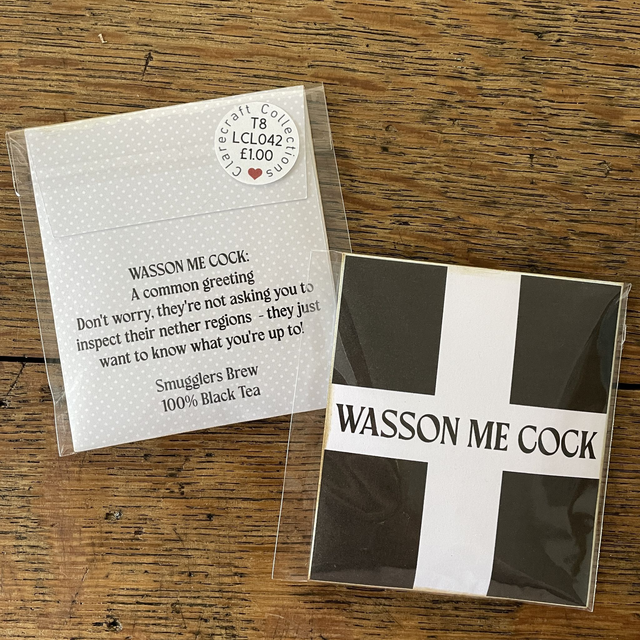 Clarecraft Collections
T8
LCL042
£1.00
WASSON ME COCK:
A common greeting
Don't worry, they're not asking you to
inspect their nether regions - they just
want to know what you're up to!
Smugglers Brew
100% Black Tea
WASSON ME COCK